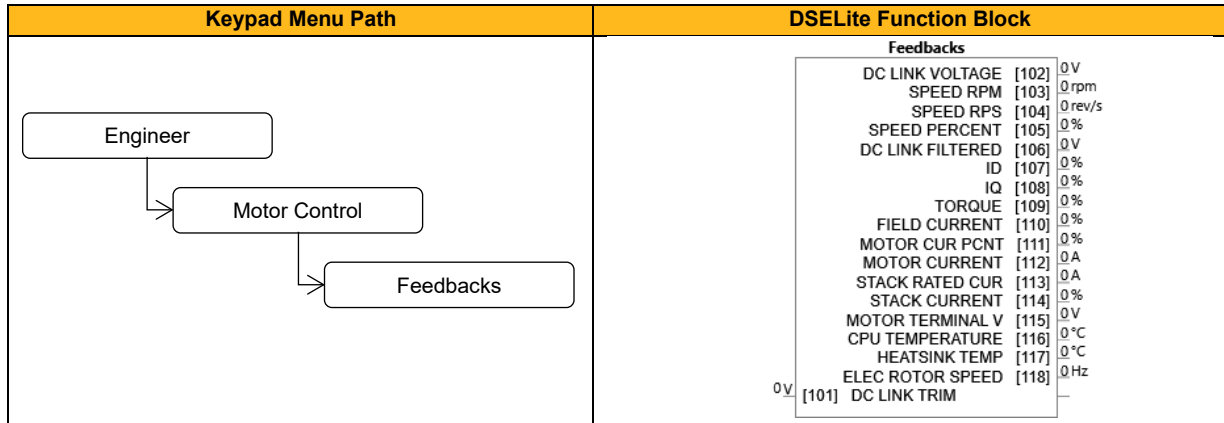 Keypad Menu Path
DSELite Function Block
Engineer
Motor Control
Feedbacks
Feedbacks
DC LINK VOLTAGE [102] 0 V
SPEED RPM [103] 0 rpm
SPEED RPS [104] 0 rev/s
SPEED PERCENT [105] 0 %
DC LINK FILTERED [106] 0 V
ID [107] 0 %
IQ [108] 0 %
TORQUE [109] 0 %
FIELD CURRENT [110] 0 %
MOTOR CUR PCNT [111] 0 %
MOTOR CURRENT [112] 0 A
STACK RATED CUR [113] 0 A
STACK CURRENT [114] 0 %
MOTOR TERMINAL V [115] 0 V
CPU TEMPERATURE [116] 0 °C
HEATSINK TEMP [117] 0 °C
ELEC ROTOR SPEED [118] 0 Hz
0 V [101] DC LINK TRIM